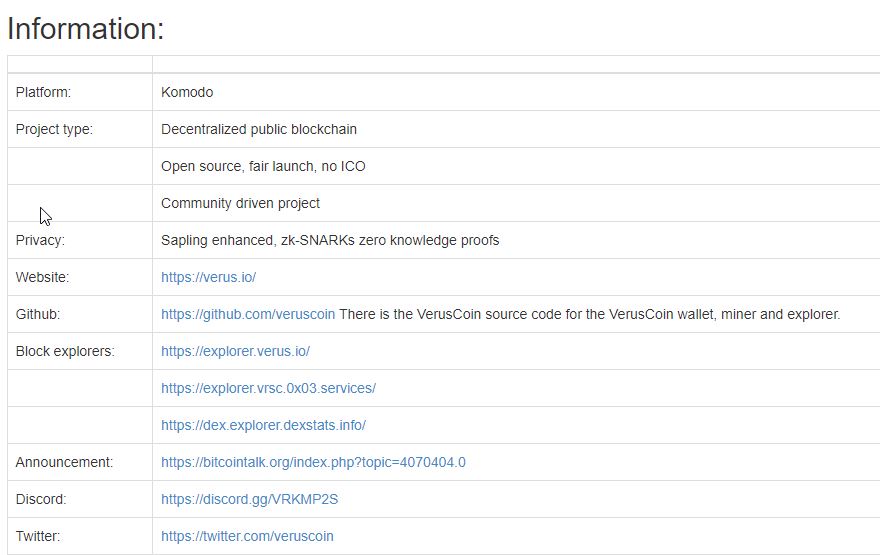 Information:
Platform: Komodo
Project type: Decentralized public blockchain
Open source, fair launch, no ICO
Community driven project
Privacy: Sapling enhanced, zk-SNARKs zero knowledge proofs
Website: https://verus.io/
Github: https://github.com/veruscoin There is the VerusCoin source code for the VerusCoin wallet, miner and explorer.
Block explorers: https://explorer.verus.io/
https://explorer.vrsc.0x03.services/
https://dex.explorer.dexstats.info/
Announcement: https://bitcointalk.org/index.php?topic=4070404.0
Discord: https://discord.gg/VRKMP2S
Twitter: https://twitter.com/veruscoin